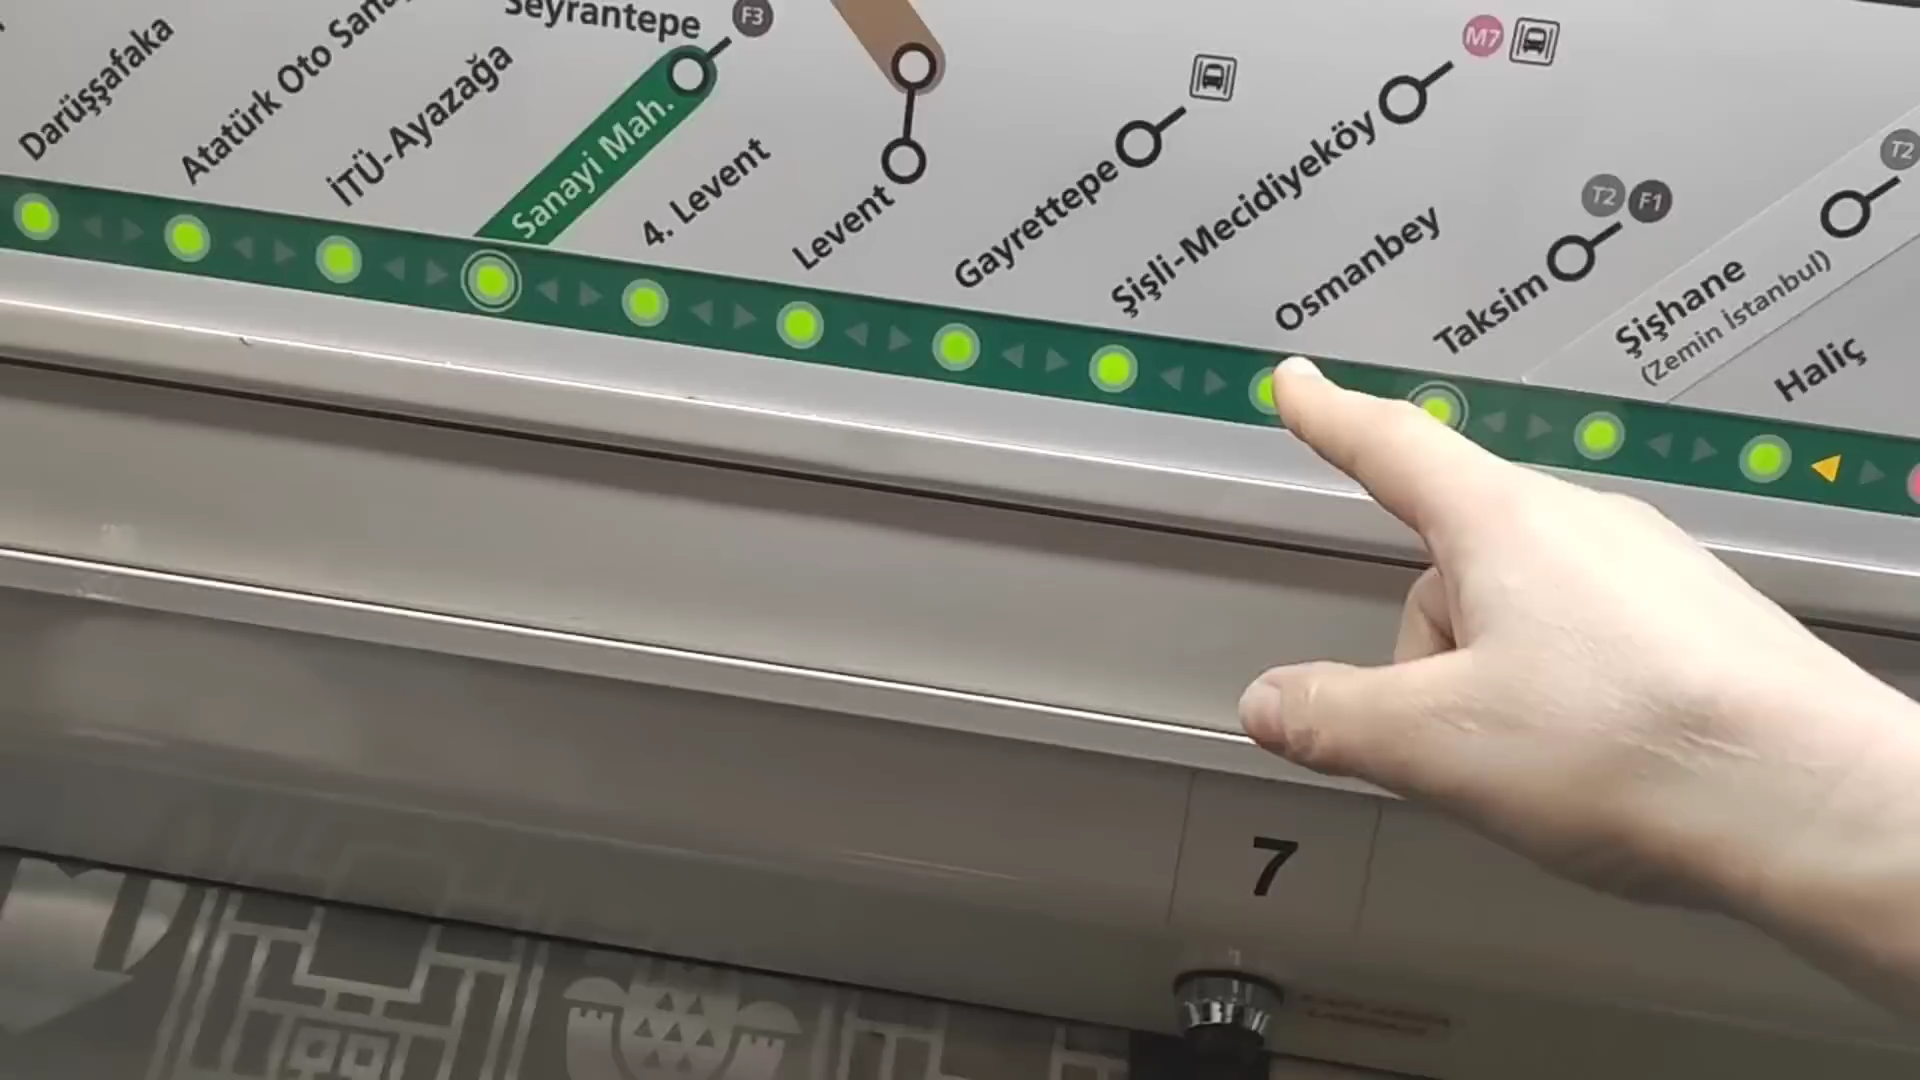 Darüşşafaka
Atatürk Oto
İTÜ-Ayazağa
Seyrantepe
F3
Sanayi Mah.
4. Levent
Levent
Gayrettepe
Şişli-Mecidiyeköy
M7
Osmanbey
Taksim
T2
F1
Şişhane
(Zemin İstanbul)
T2
Haliç
7